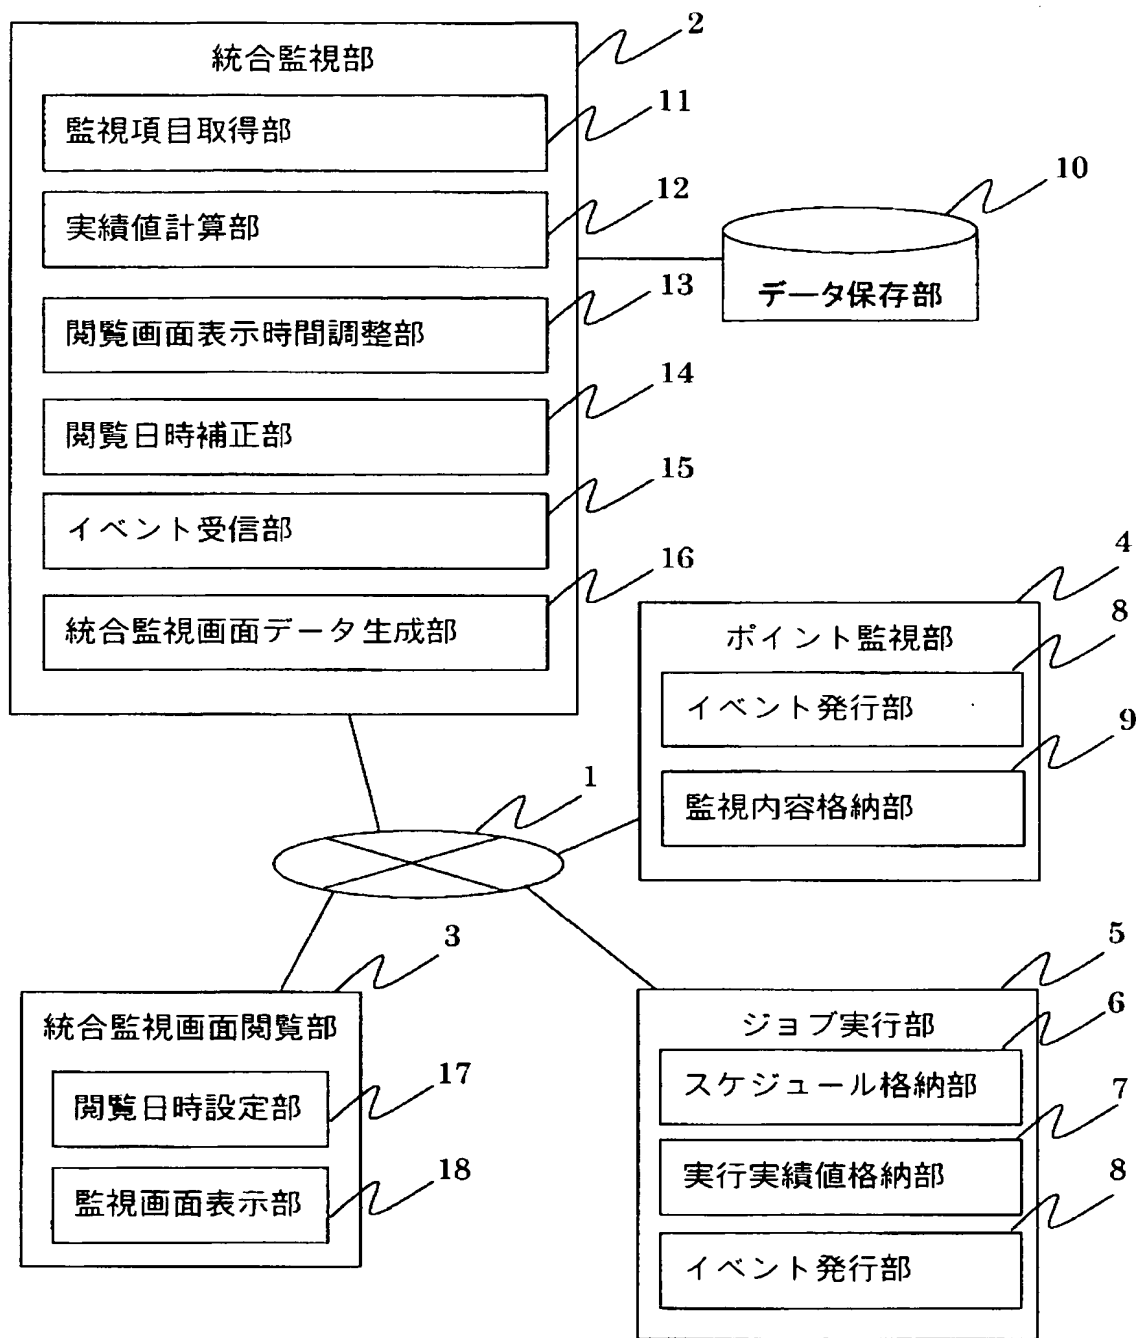 2
統合監視部
11
監視項目取得部
12
実績値計算部
10
データ保存部
13
閲覧画面表示時間調整部
14
閲覧日時補正部
15
イベント受信部
16
統合監視画面データ生成部
4
ポイント監視部
8
イベント発行部
9
監視内容格納部
1
3
統合監視画面閲覧部
17
閲覧日時設定部
18
監視画面表示部
5
ジョブ実行部
6
スケジュール格納部
7
実行実績値格納部
8
イベント発行部